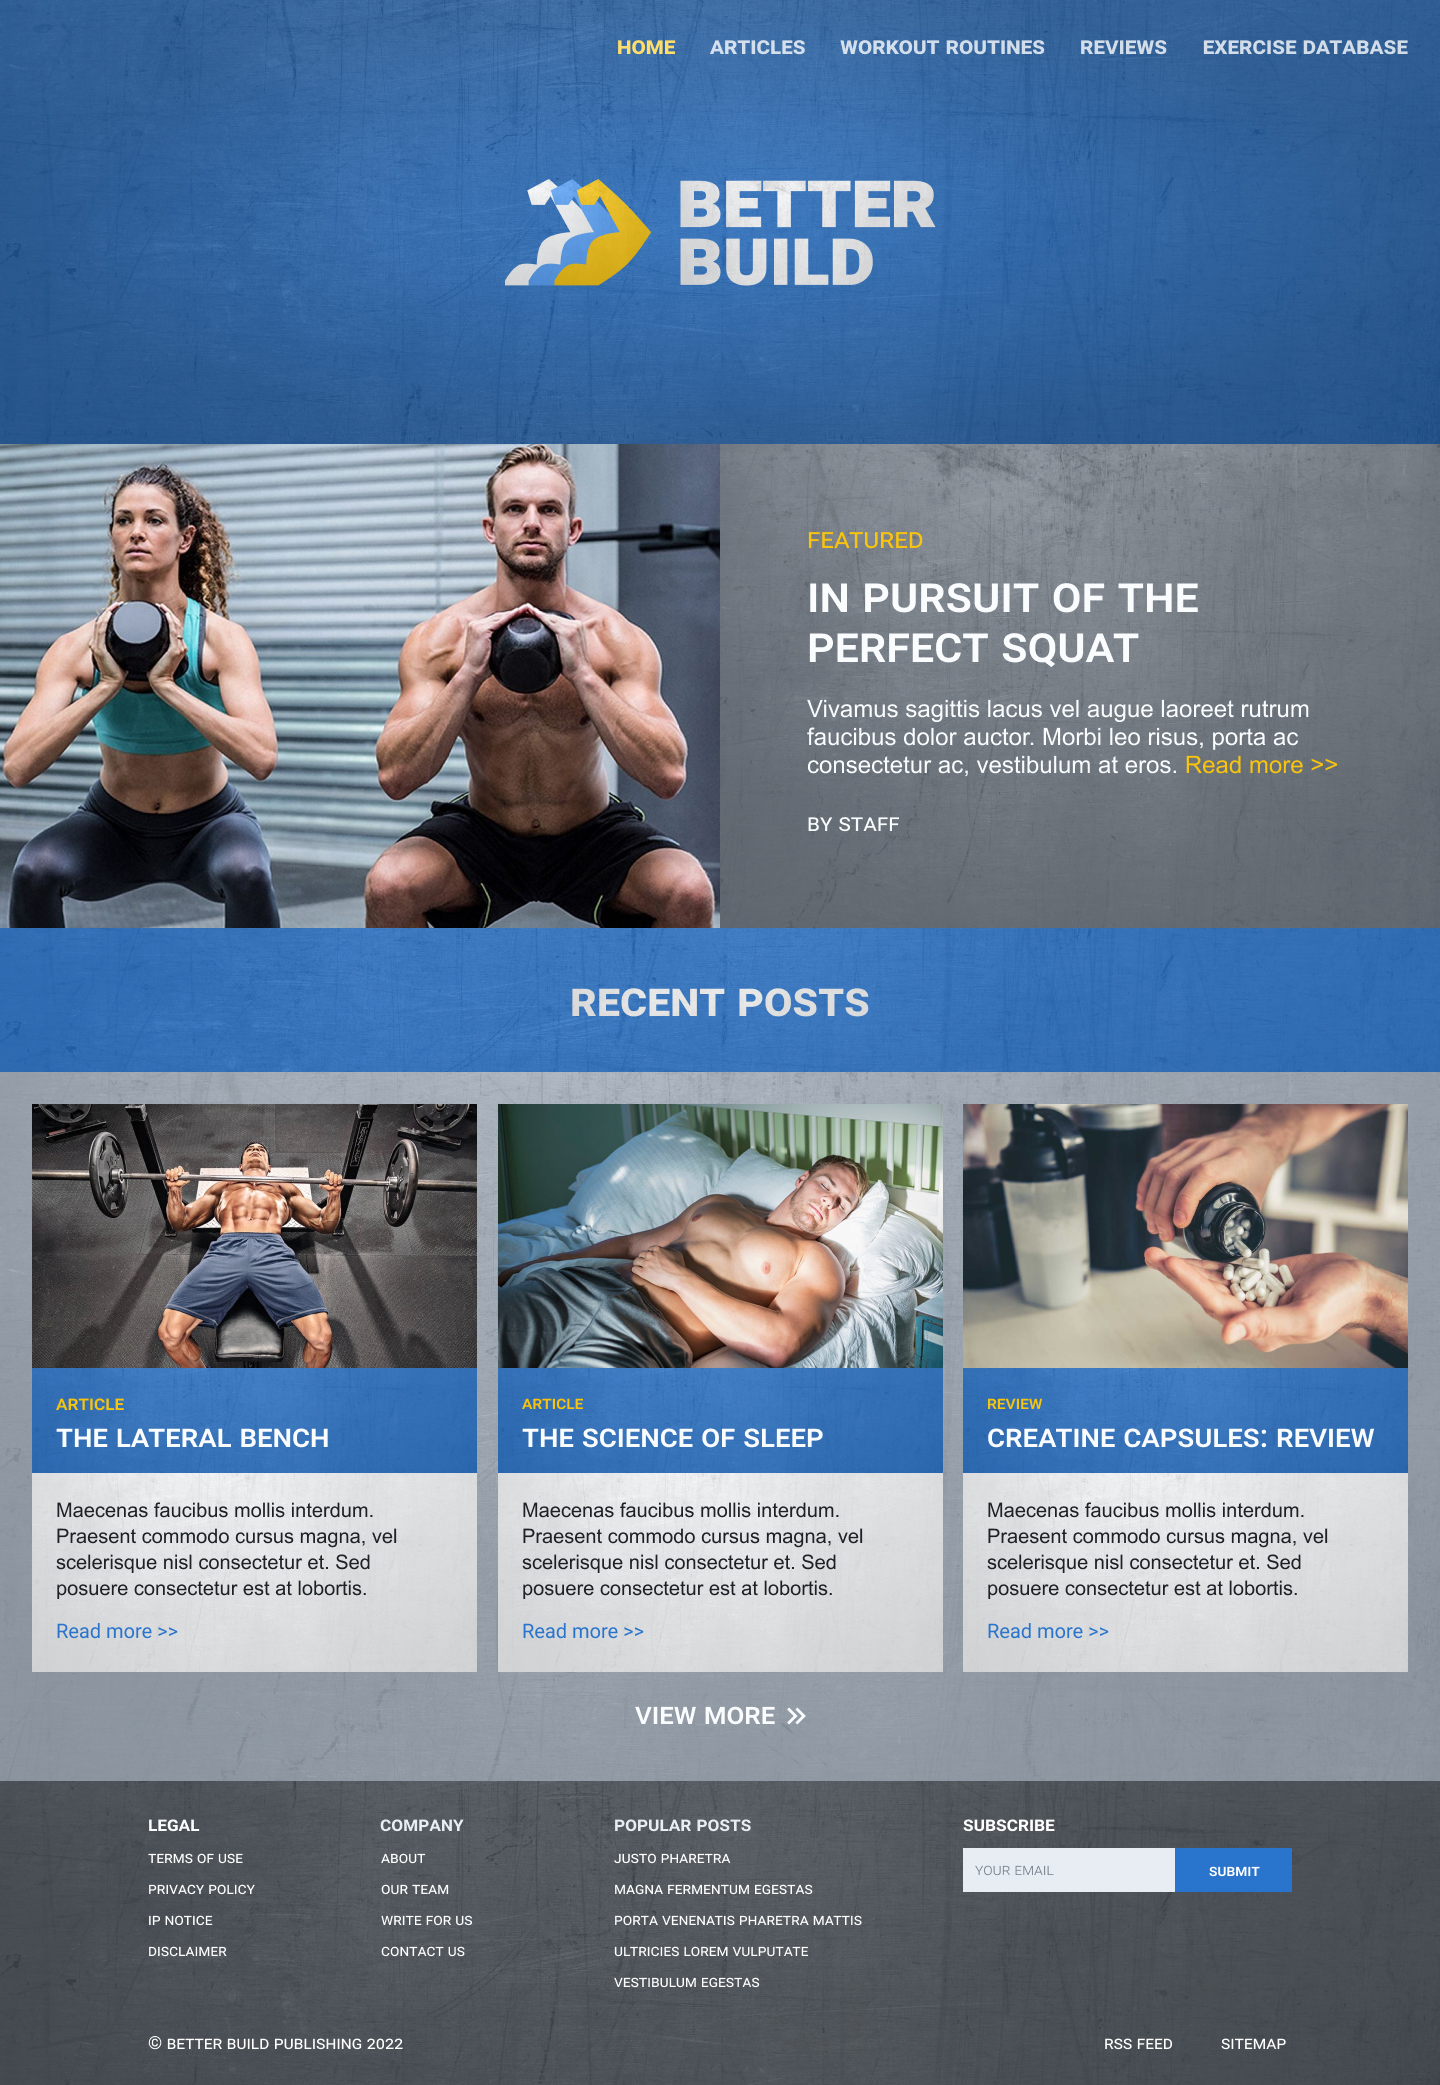 HOME ARTICLES WORKOUT ROUTINES REVIEWS EXERCISE DATABASE
BETTER
BUILD
FEATURED
IN PURSUIT OF THE
PERFECT SQUAT
Vivamus sagittis lacus vel augue laoreet rutrum
faucibus dolor auctor. Morbi leo risus, porta ac
consectetur ac, vestibulum at eros. Read more >>
BY STAFF
RECENT POSTS
ARTICLE
THE LATERAL BENCH
Maecenas faucibus mollis interdum.
Praesent commodo cursus magna, vel
scelerisque nisl consectetur et. Sed
posuere consectetur est at lobortis.
Read more >>
ARTICLE
THE SCIENCE OF SLEEP
Maecenas faucibus mollis interdum.
Praesent commodo cursus magna, vel
scelerisque nisl consectetur et. Sed
posuere consectetur est at lobortis.
Read more >>
REVIEW
CREATINE CAPSULES: REVIEW
Maecenas faucibus mollis interdum.
Praesent commodo cursus magna, vel
scelerisque nisl consectetur et. Sed
posuere consectetur est at lobortis.
Read more >>
VIEW MORE »
LEGAL
TERMS OF USE
PRIVACY POLICY
IP NOTICE
DISCLAIMER
COMPANY
ABOUT
OUR TEAM
WRITE FOR US
CONTACT US
POPULAR POSTS
JUSTO PHARETRA
MAGNA FERMENTUM EGESTAS
PORTA VENENATIS PHARETRA MATTIS
ULTRICIES LOREM VULPUTATE
VESTIBULUM EGESTAS
SUBSCRIBE
YOUR EMAIL SUBMIT
© BETTER BUILD PUBLISHING 2022
RSS FEED SITEMAP